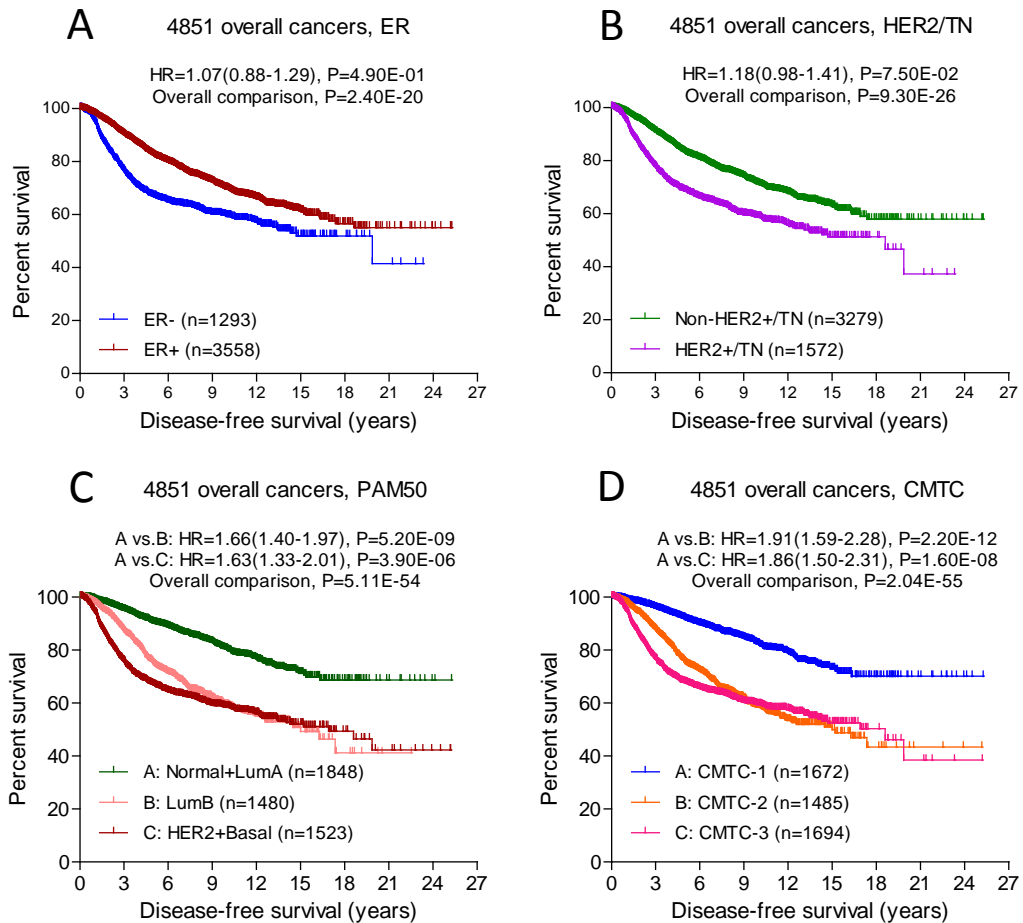 A
4851 overall cancers, ER
HR=1.07(0.88-1.29), P=4.90E-01
Overall comparison, P=2.40E-20
Percent survival
100
80
60
40
20
0
ER- (n=1293)
ER+ (n=3558)
0 3 6 9 12 15 18 21 24 27
Disease-free survival (years)
B
4851 overall cancers, HER2/TN
HR=1.18(0.98-1.41), P=7.50E-02
Overall comparison, P=9.30E-26
Percent survival
100
80
60
40
20
0
Non-HER2+/TN (n=3279)
HER2+/TN (n=1572)
0 3 6 9 12 15 18 21 24 27
Disease-free survival (years)
C
4851 overall cancers, PAM50
A vs.B: HR=1.66(1.40-1.97), P=5.20E-09
A vs.C: HR=1.63(1.33-2.01), P=3.90E-06
Overall comparison, P=5.11E-54
Percent survival
100
80
60
40
20
0
A: Normal+LumA (n=1848)
B: LumB (n=1480)
C: HER2+Basal (n=1523)
0 3 6 9 12 15 18 21 24 27
Disease-free survival (years)
D
4851 overall cancers, CMTC
A vs.B: HR=1.91(1.59-2.28), P=2.20E-12
A vs.C: HR=1.86(1.50-2.31), P=1.60E-08
Overall comparison, P=2.04E-55
Percent survival
100
80
60
40
20
0
A: CMTC-1 (n=1672)
B: CMTC-2 (n=1485)
C: CMTC-3 (n=1694)
0 3 6 9 12 15 18 21 24 27
Disease-free survival (years)